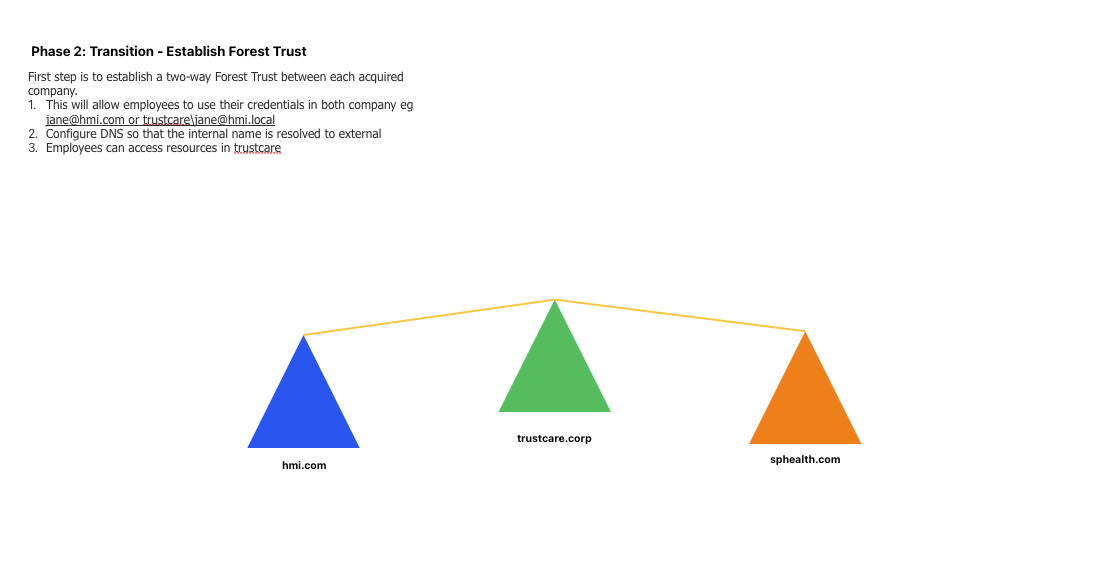 Phase 2: Transition - Establish Forest Trust
First step is to establish a two-way Forest Trust between each acquired
company.
1. This will allow employees to use their credentials in both company eg
jane@hmi.com or trustcare\jane@hmi.local
2. Configure DNS so that the internal name is resolved to external
3. Employees can access resources in trustcare
trustcare.corp
hmi.com
sphealth.com